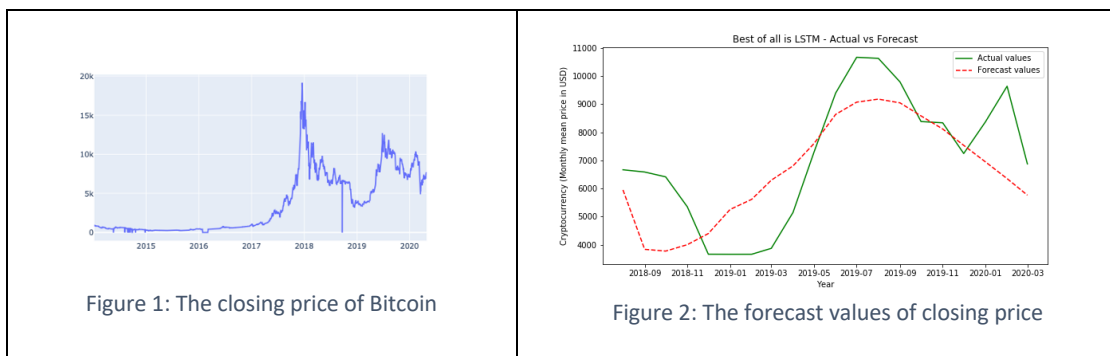 20k
15k
10k
5k
0
2015 2016 2017 2018 2019 2020
Figure 1: The closing price of Bitcoin
Best of all is LSTM - Actual vs Forecast
Actual values
Forecast values
Cryptocurrency (Monthly mean price in USD)
11000
10000
9000
8000
7000
6000
5000
4000
2018-09 2018-11 2019-01 2019-03 2019-05 2019-07 2019-09 2019-11 2020-01 2020-03
Year
Figure 2: The forecast values of closing price